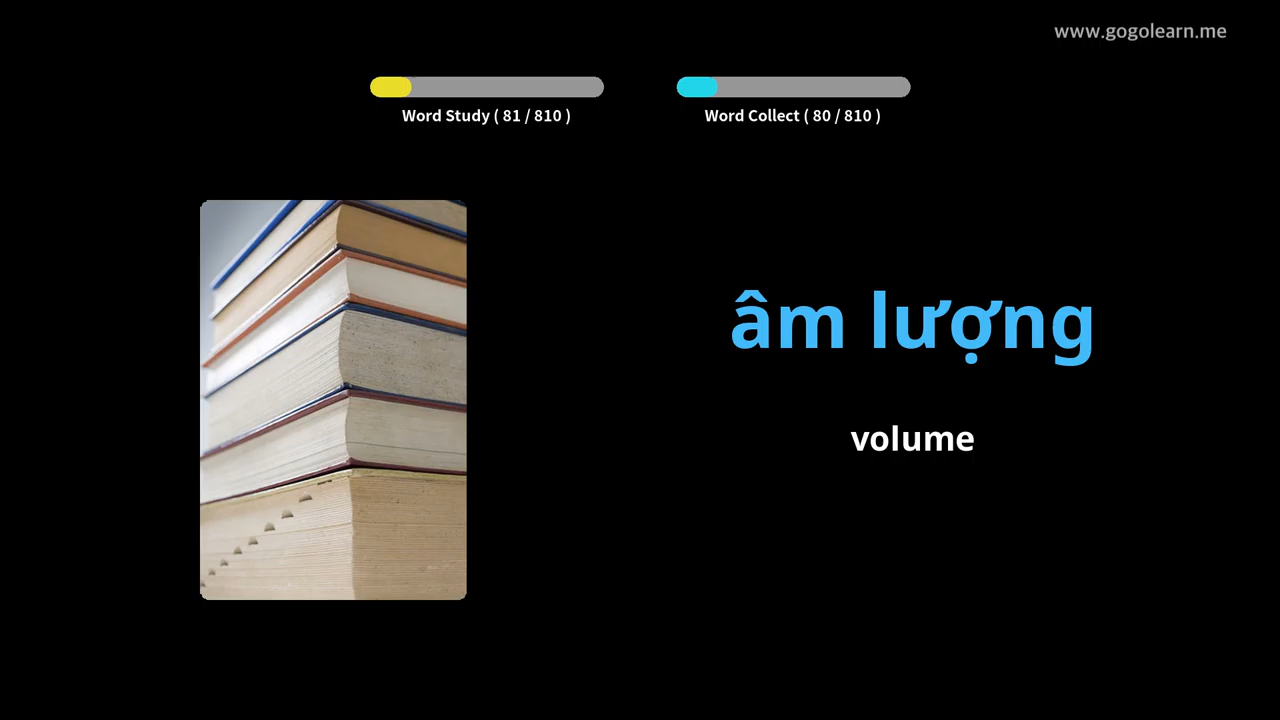 www.gogolearn.me
Word Study ( 81 / 810 )
Word Collect ( 80 / 810 )
âm lượng
volume